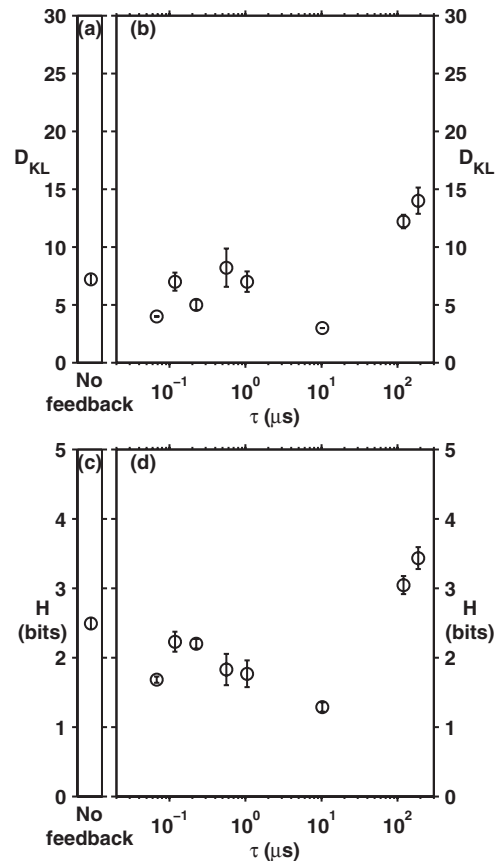 (a) (b)
30 30
25 25
20 20
D_KL D_KL
15 15
10 10
5 5
0 0
No feedback 10^-1 10^0 10^1 10^2
τ (μs)
(c) (d)
5 5
4 4
3 3
H (bits) H (bits)
2 2
1 1
0 0
No feedback 10^-1 10^0 10^1 10^2
τ (μs)